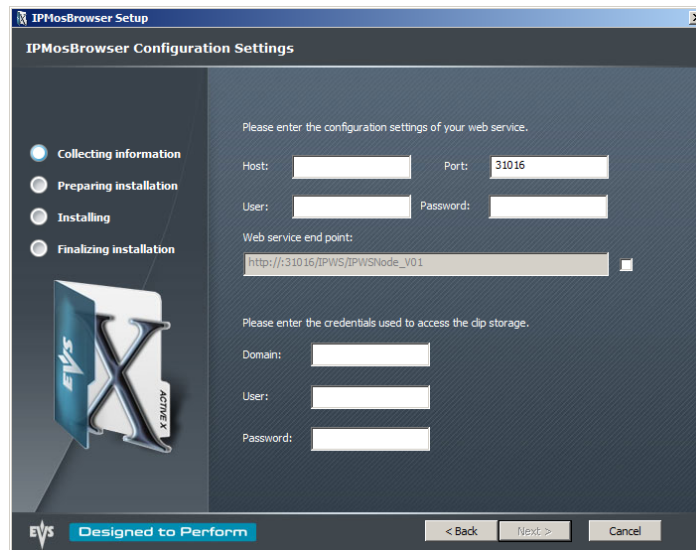 IPMosBrowser Setup
IPMosBrowser Configuration Settings
Collecting information
Preparing installation
Installing
Finalizing installation
EVS
X
ACTIVE X
Please enter the configuration settings of your web service.
Host:
Port: 31016
User:
Password:
Web service end point:
http://:31016/IPWS/IPWSNode_V01
Please enter the credentials used to access the clip storage.
Domain:
User:
Password:
EVS Designed to Perform
< Back Next > Cancel